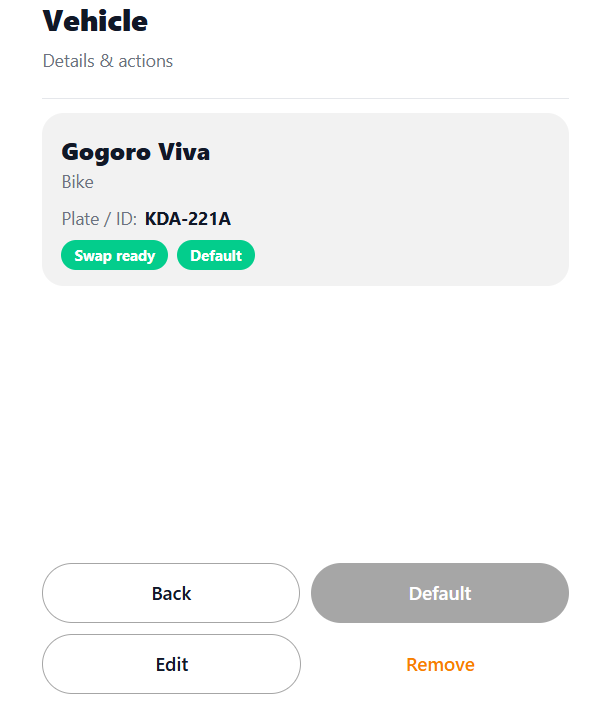 Vehicle
Details & actions
Gogoro Viva
Bike
Plate / ID: KDA-221A
Swap ready Default
Back Default
Edit Remove